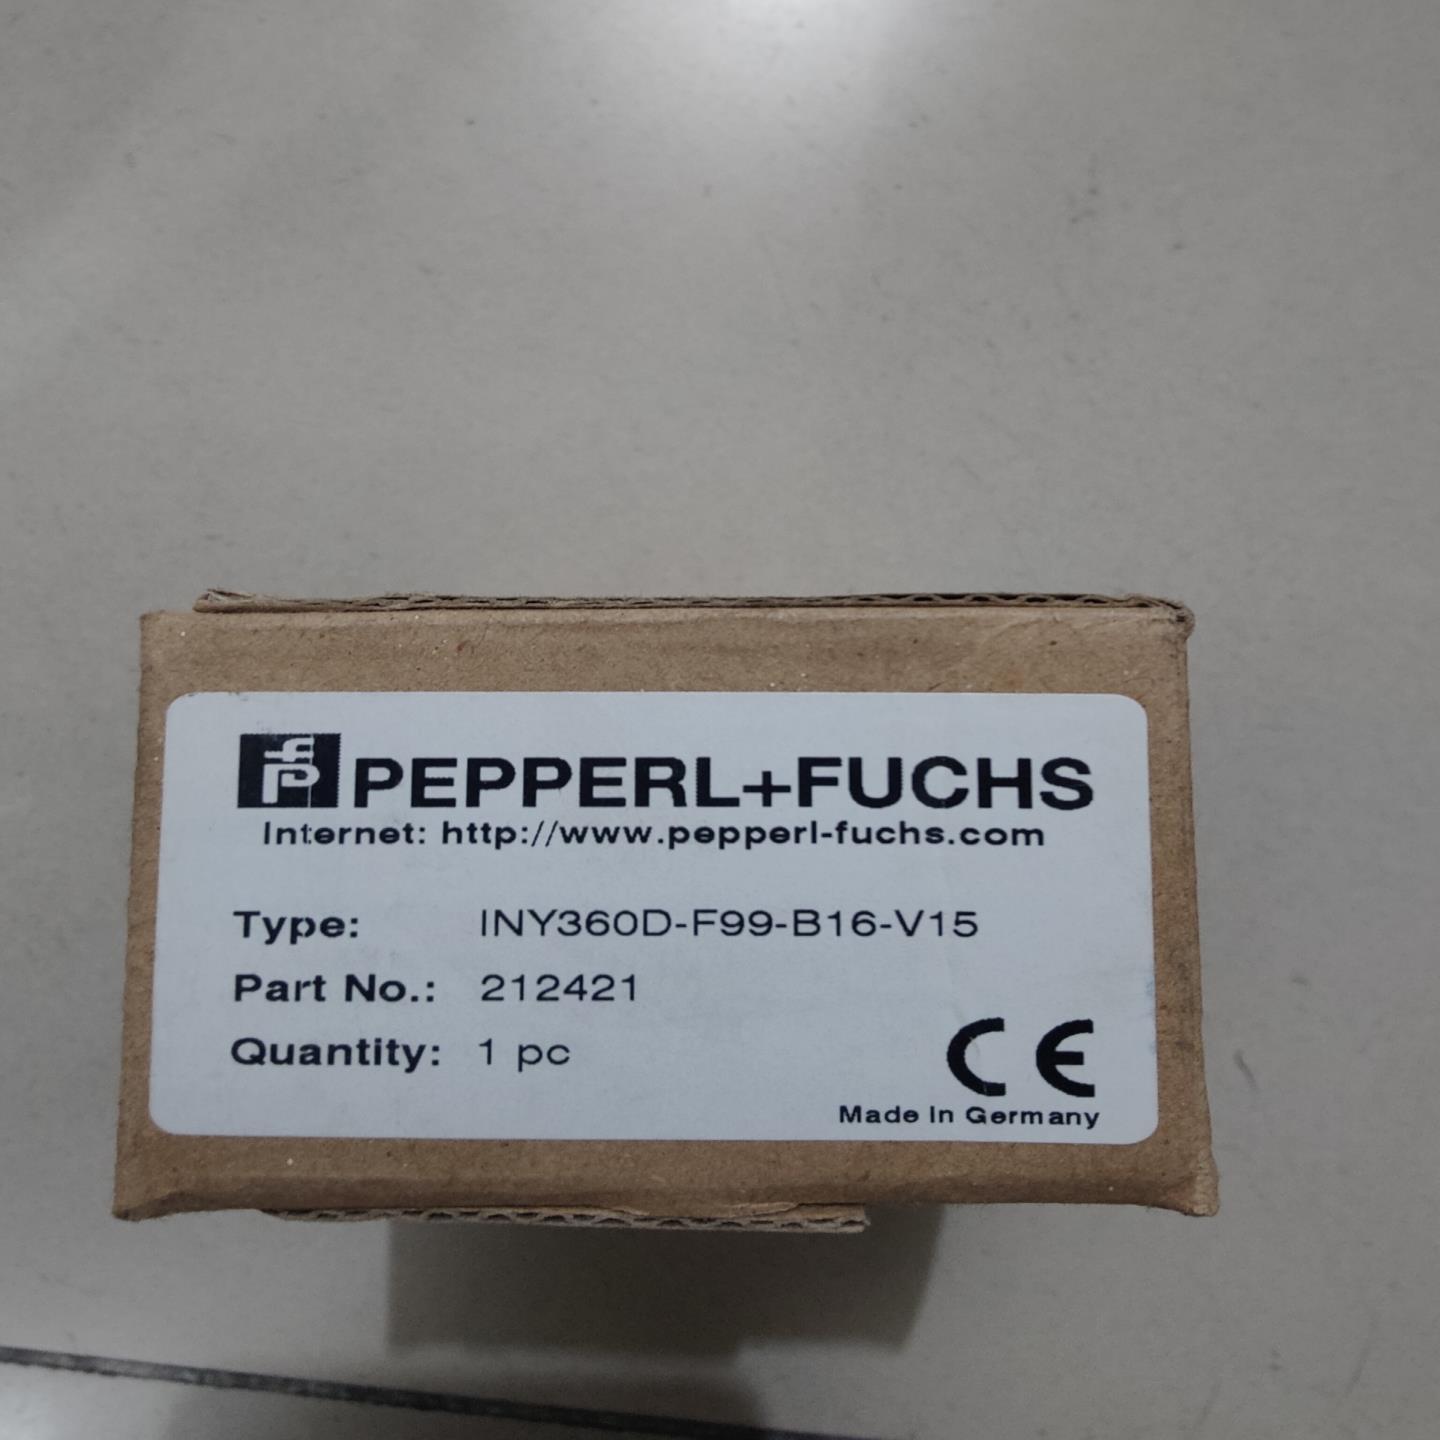 PEPPERL+FUCHS
Internet: http://www.pepperl-fuchs.com
Type: INY360D-F99-B16-V15
Part No.: 212421
Quantity: 1 pc
CE
Made in Germany